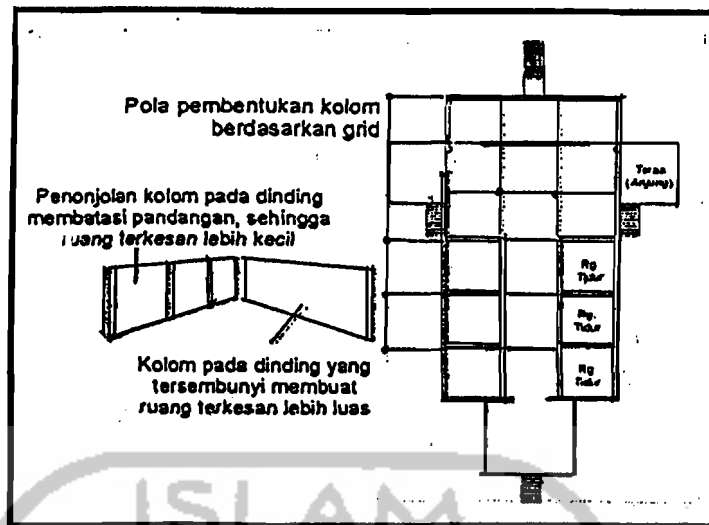 Pola pembentukan kolom
berdasarkan grid
Penonjolan kolom pada dinding
membatasi pandangan, sehingga
ruang terkesan lebih kecil
Kolom pada dinding yang
tersembunyi membuat
ruang terkesan lebih luas
Teras
(Anjung)
Rg
Tidur
Rg.
Tidur
Rg
Tidur
ISLAM